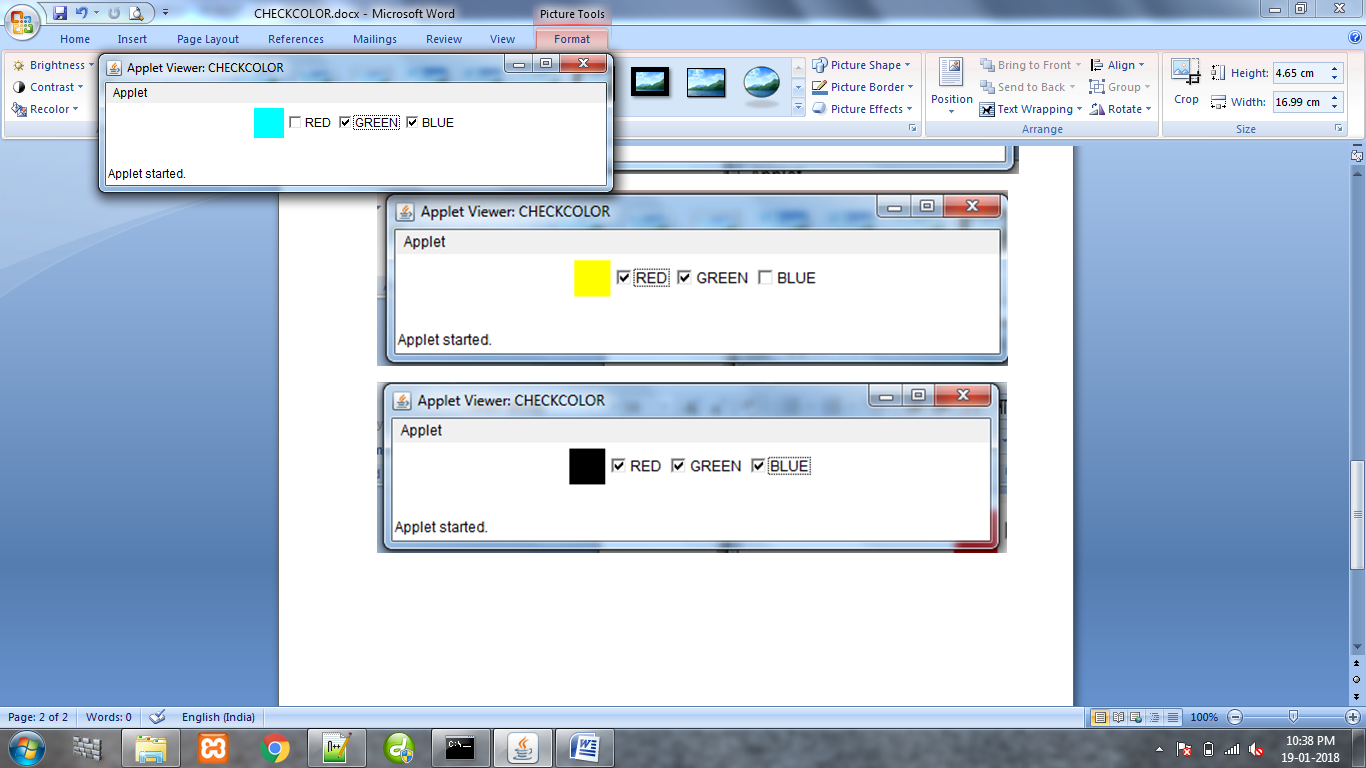 CHECKCOLOR.docx - Microsoft Word
Picture Tools
Home Insert Page Layout References Mailings Review View Format
Brightness
Contrast
Recolor
Picture Shape
Picture Border
Picture Effects
Position
Bring to Front
Send to Back
Text Wrapping
Align
Group
Rotate
Arrange
Crop
Height: 4.65 cm
Width: 16.99 cm
Size
Applet Viewer: CHECKCOLOR
Applet
RED GREEN BLUE
Applet started.
Applet Viewer: CHECKCOLOR
Applet
RED GREEN BLUE
Applet started.
Applet Viewer: CHECKCOLOR
Applet
RED GREEN BLUE
Applet started.
Page: 2 of 2 Words: 0 English (India) 100%
10:38 PM
19-01-2018